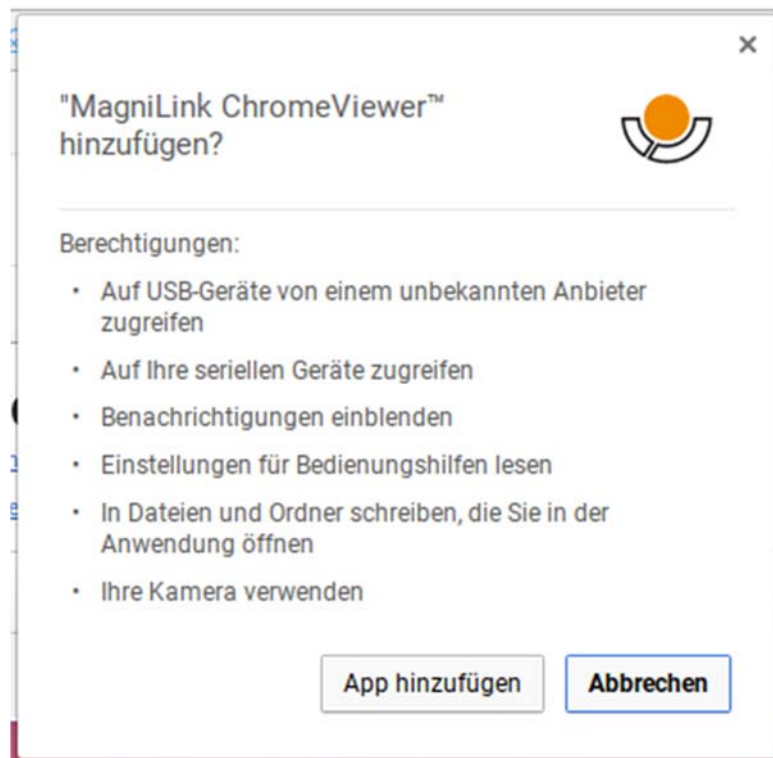 "MagniLink ChromeViewer™
hinzufügen?
Berechtigungen:
• Auf USB-Geräte von einem unbekannten Anbieter
zugreifen
• Auf Ihre seriellen Geräte zugreifen
• Benachrichtigungen einblenden
• Einstellungen für Bedienungshilfen lesen
• In Dateien und Ordner schreiben, die Sie in der
Anwendung öffnen
• Ihre Kamera verwenden
App hinzufügen
Abbrechen